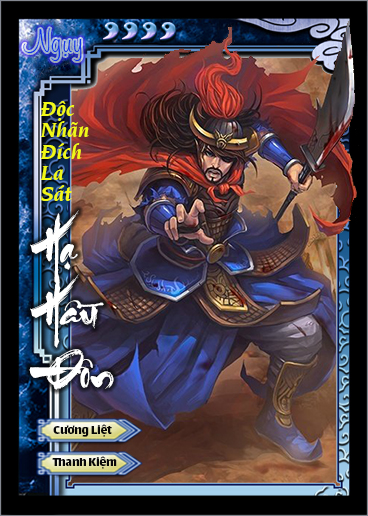 Ngụy
Độc
Nhãn
Đích
La
Sát
Hạ
Hầu
Đôn
Cương Liệt
Thanh Kiệm